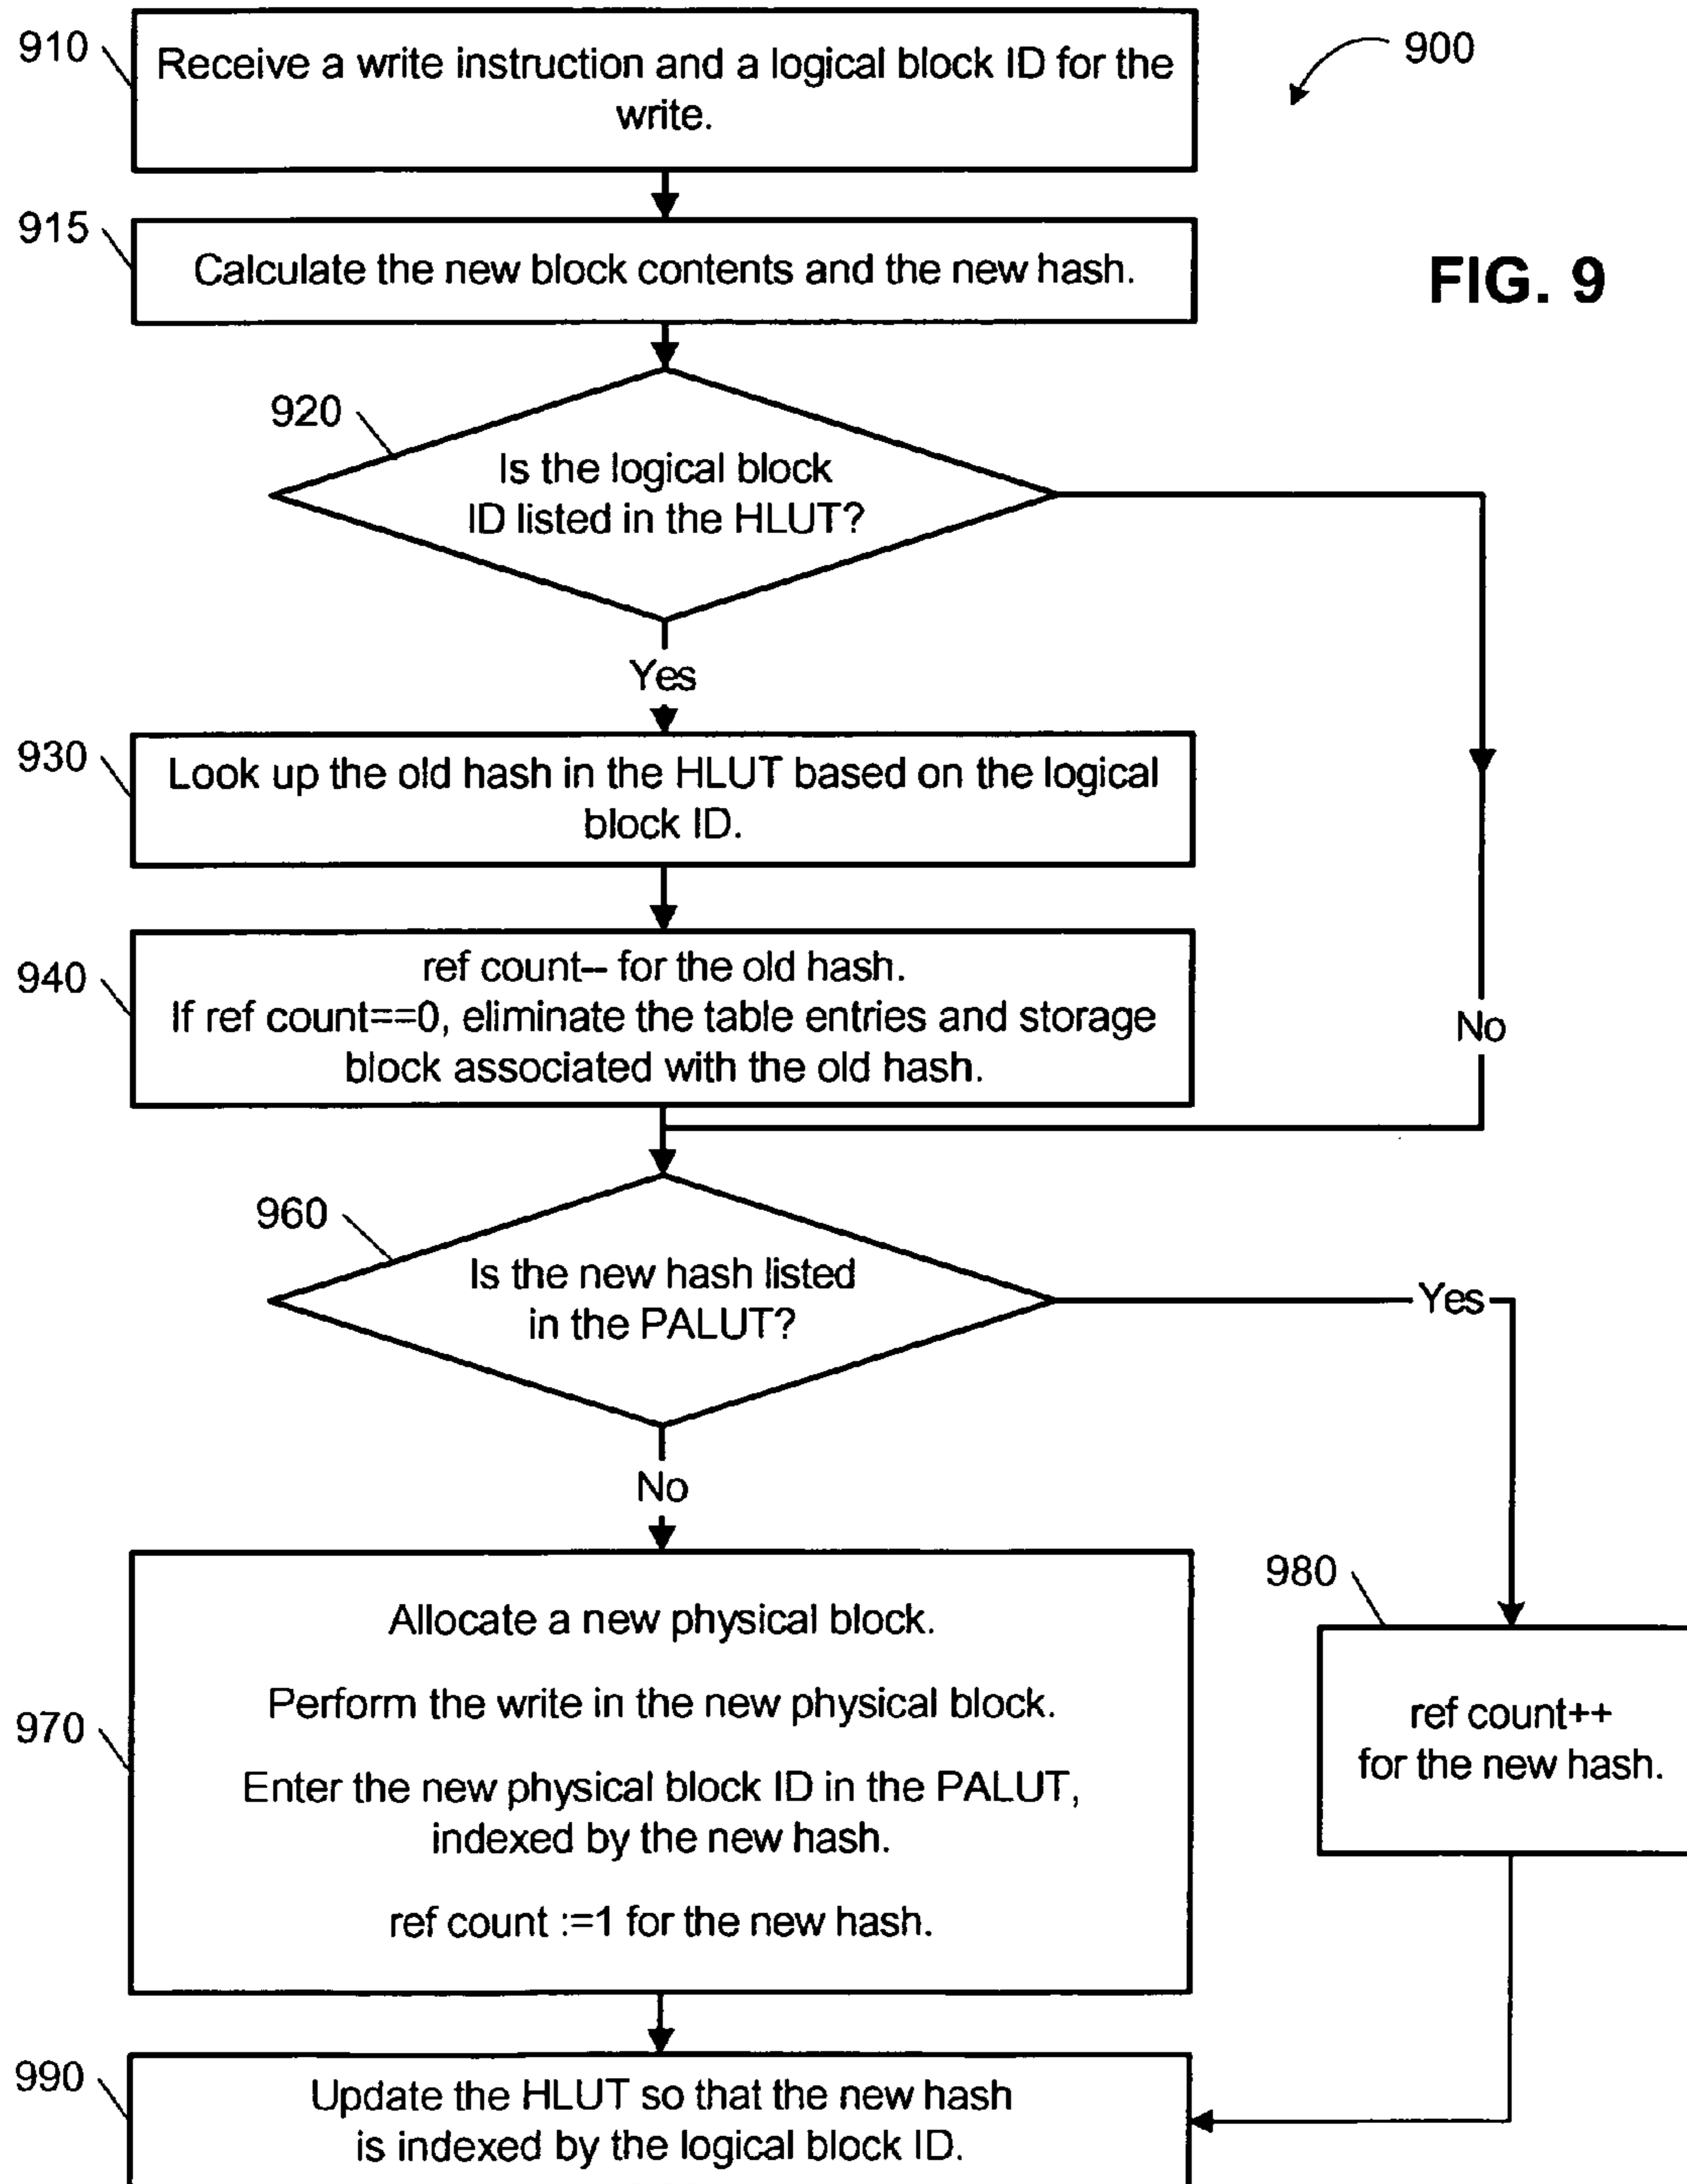 910
Receive a write instruction and a logical block ID for the
write.
900
915
Calculate the new block contents and the new hash.
FIG. 9
920
Is the logical block
ID listed in the HLUT?
Yes
930
Look up the old hash in the HLUT based on the logical
block ID.
940
ref count-- for the old hash.
If ref count==0, eliminate the table entries and storage
block associated with the old hash.
No
960
Is the new hash listed
in the PALUT?
Yes
No
970
Allocate a new physical block.
Perform the write in the new physical block.
Enter the new physical block ID in the PALUT,
indexed by the new hash.
ref count :=1 for the new hash.
980
ref count++
for the new hash.
990
Update the HLUT so that the new hash
is indexed by the logical block ID.